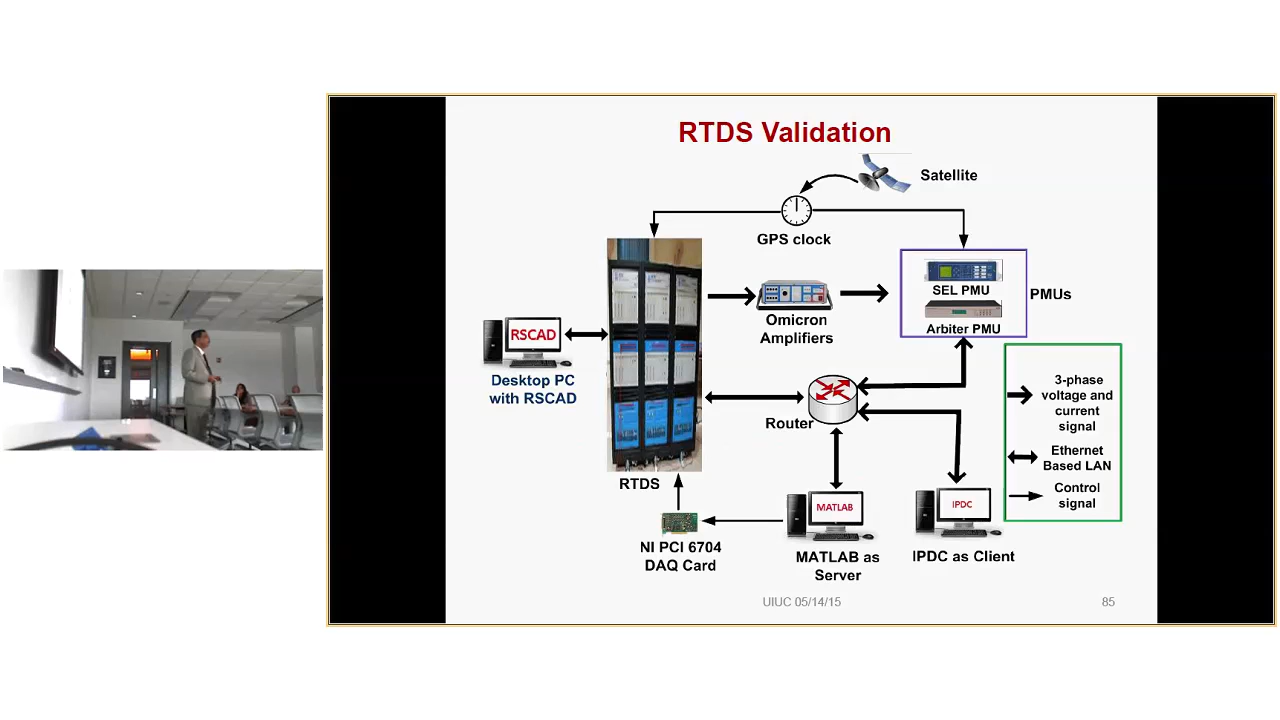 RTDS Validation
Satellite
GPS clock
SEL PMU
Arbiter PMU
PMUs
Omicron
Amplifiers
RSCAD
Desktop PC
with RSCAD
3-phase
voltage and
current
signal
Ethernet
Based LAN
Control
signal
Router
RTDS
MATLAB
IPDC
NI PCI 6704
DAQ Card
MATLAB as
Server
IPDC as Client
UIUC 05/14/15
85